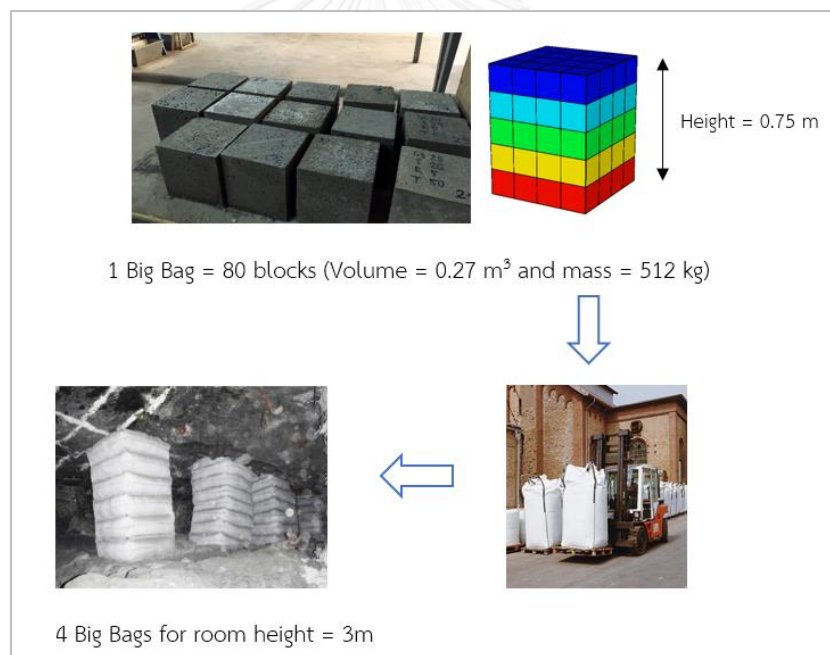 Height = 0.75 m
1 Big Bag = 80 blocks (Volume = 0.27 m³ and mass = 512 kg)
4 Big Bags for room height = 3m